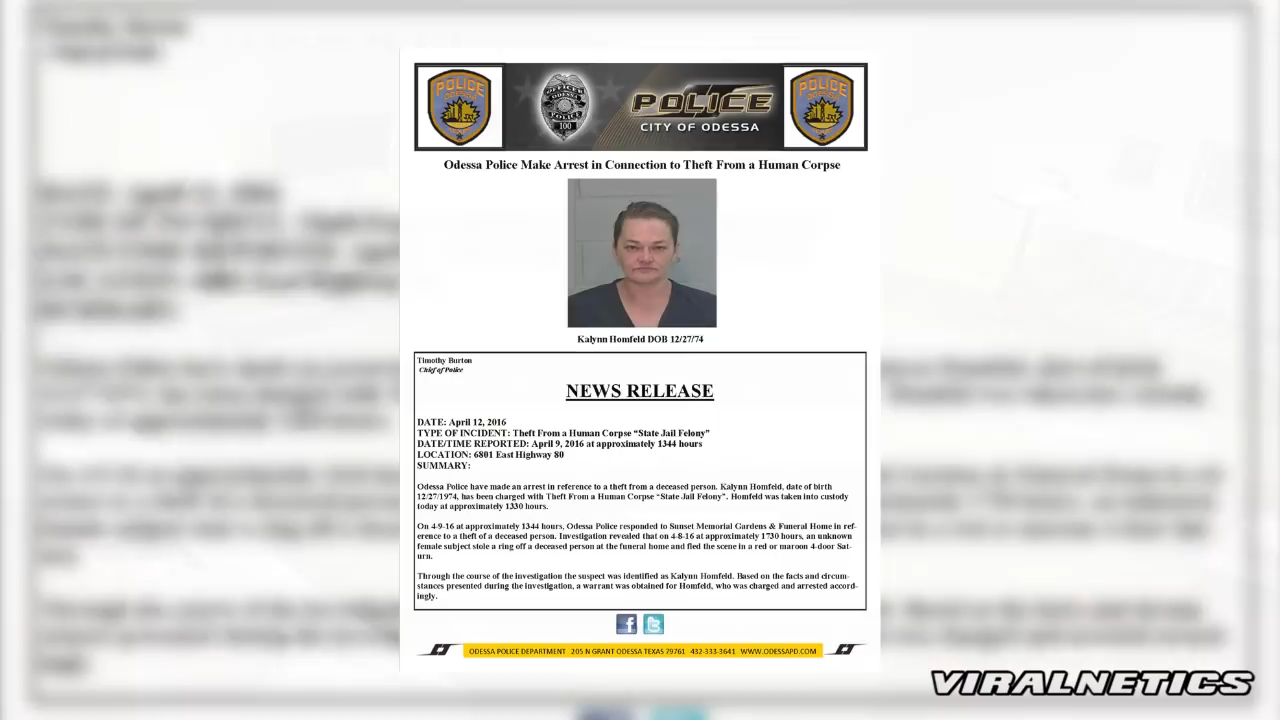 POLICE
OFFICER
ODESSA
POLICE
100
POLICE
CITY OF ODESSA
POLICE
Odessa Police Make Arrest in Connection to Theft From a Human Corpse
Kalynn Homfeld DOB 12/27/74
Timothy Burton
Chief of Police
NEWS RELEASE
DATE: April 12, 2016
TYPE OF INCIDENT: Theft From a Human Corpse “State Jail Felony”
DATE/TIME REPORTED: April 9, 2016 at approximately 1344 hours
LOCATION: 6801 East Highway 80
SUMMARY:
Odessa Police have made an arrest in reference to a theft from a deceased person. Kalynn Homfeld, date of birth
12/27/1974, has been charged with Theft From a Human Corpse “State Jail Felony”. Homfeld was taken into custody
today at approximately 1330 hours.
On 4-9-16 at approximately 1344 hours, Odessa Police responded to Sunset Memorial Gardens & Funeral Home in ref-
erence to a theft of a deceased person. Investigation revealed that on 4-8-16 at approximately 1730 hours, an unknown
female subject stole a ring off a deceased person at the funeral home and fled the scene in a red or maroon 4-door Sat-
urn.
Through the course of the investigation the suspect was identified as Kalynn Homfeld. Based on the facts and circum-
stances presented during the investigation, a warrant was obtained for Homfeld, who was charged and arrested accord-
ingly.
ODESSA POLICE DEPARTMENT 205 N GRANT ODESSA TEXAS 79761 432-333-3641 WWW.ODESSAPD.COM
VIRALNETICS